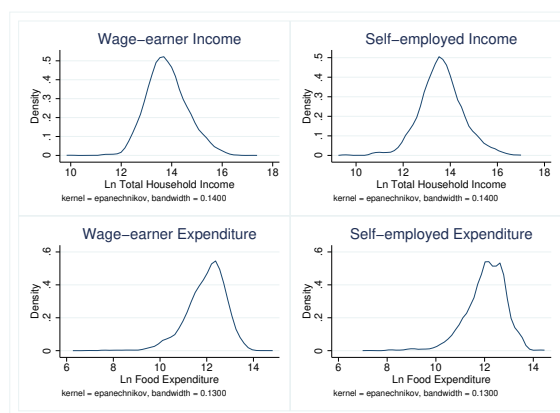 Wage−earner Income
Density
0 .1 .2 .3 .4 .5
10 12 14 16 18
Ln Total Household Income
kernel = epanechnikov, bandwidth = 0.1400
Self−employed Income
Density
0 .1 .2 .3 .4 .5
10 12 14 16 18
Ln Total Household Income
kernel = epanechnikov, bandwidth = 0.1400
Wage−earner Expenditure
Density
0 .2 .4 .6
6 8 10 12 14
Ln Food Expenditure
kernel = epanechnikov, bandwidth = 0.1300
Self−employed Expenditure
Density
0 .2 .4 .6
6 8 10 12 14
Ln Food Expenditure
kernel = epanechnikov, bandwidth = 0.1300